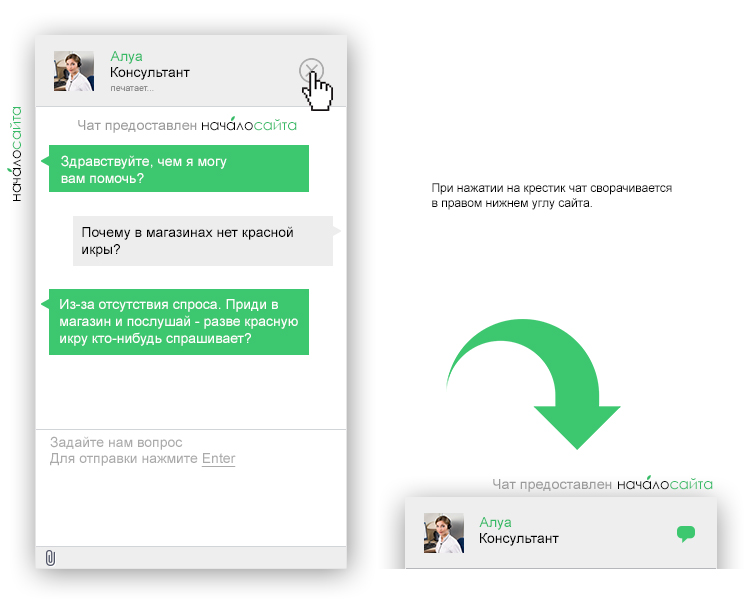 Алуа
Консультант
печатает...
Чат предоставлен началосайта
началосайта
Здравствуйте, чем я могу
вам помочь?
Почему в магазинах нет красной
икры?
Из-за отсутствия спроса. Приди в
магазин и послушай - разве красную
икру кто-нибудь спрашивает?
Задайте нам вопрос
Для отправки нажмите Enter
При нажатии на крестик чат сворачивается
в правом нижнем углу сайта.
Чат предоставлен началосайта
Алуа
Консультант